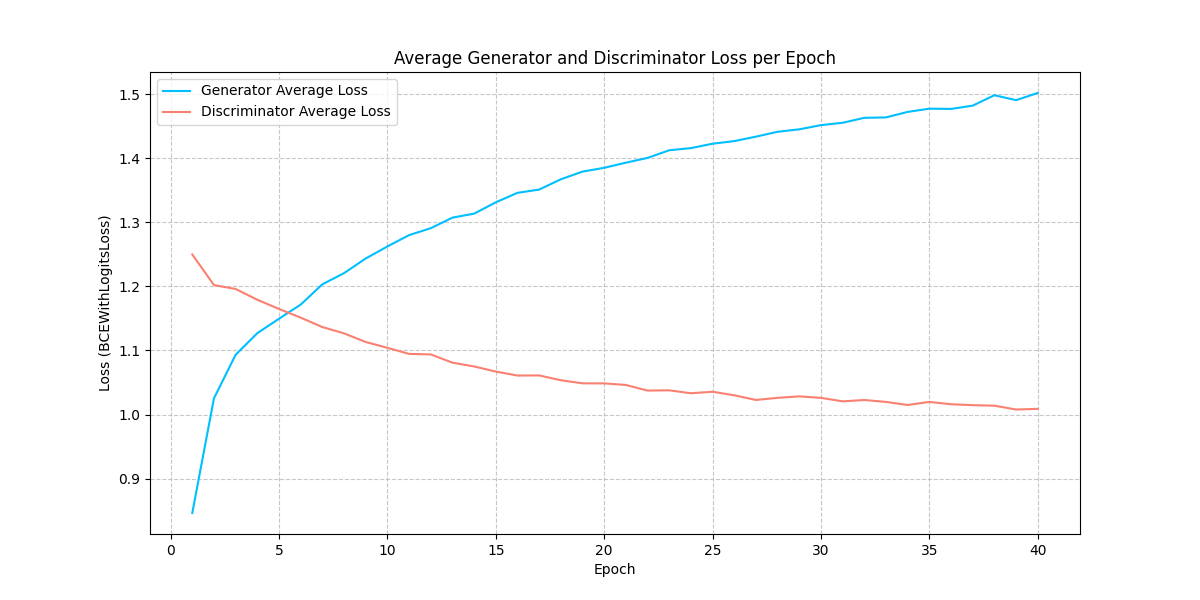 Average Generator and Discriminator Loss per Epoch
Generator Average Loss
Discriminator Average Loss
Loss (BCEWithLogitsLoss)
1.5
1.4
1.3
1.2
1.1
1.0
0.9
0 5 10 15 20 25 30 35 40
Epoch